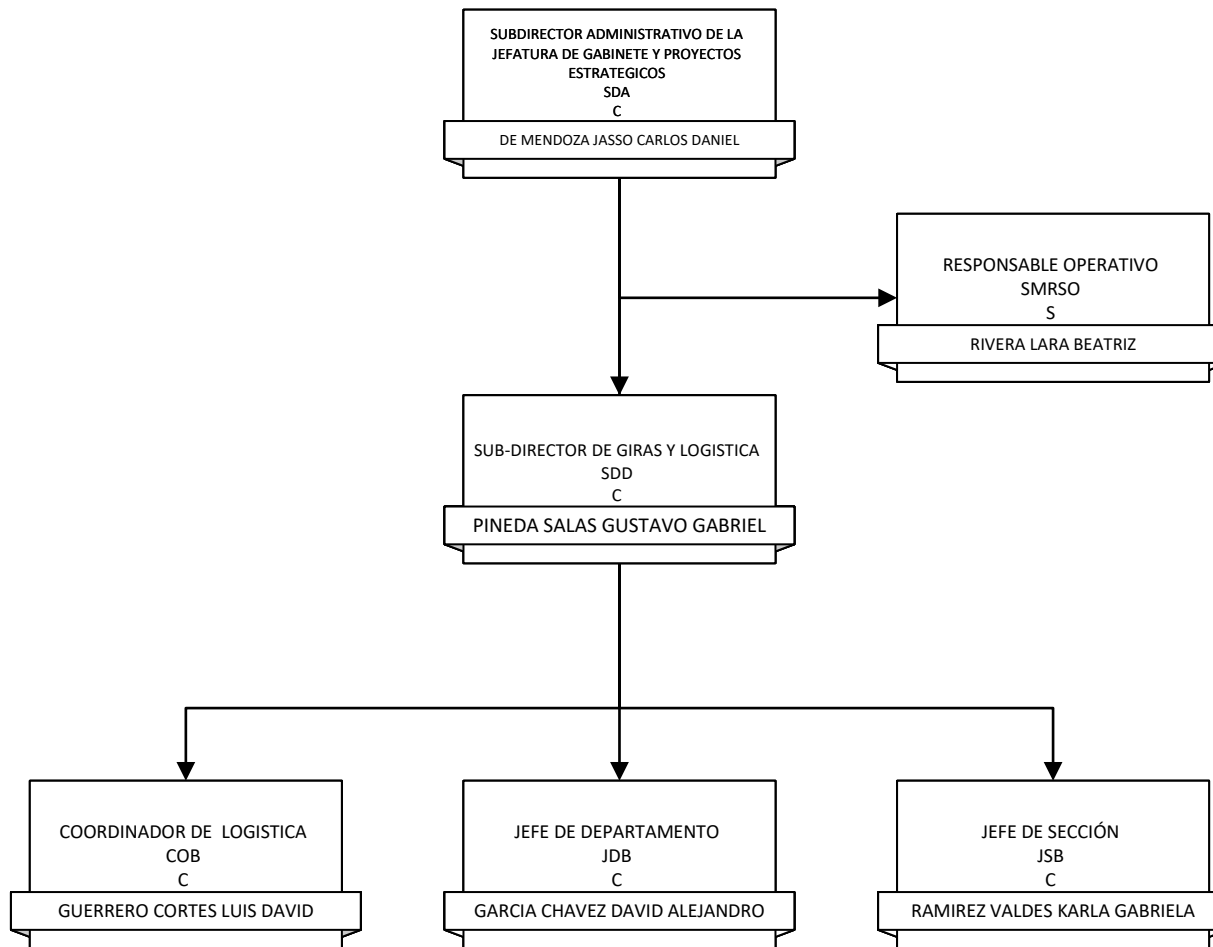 SUBDIRECTOR ADMINISTRATIVO DE LA
JEFATURA DE GABINETE Y PROYECTOS
ESTRATEGICOS
SDA
C
DE MENDOZA JASSO CARLOS DANIEL
RESPONSABLE OPERATIVO
SMRSO
S
RIVERA LARA BEATRIZ
SUB-DIRECTOR DE GIRAS Y LOGISTICA
SDD
C
PINEDA SALAS GUSTAVO GABRIEL
COORDINADOR DE  LOGISTICA
COB
C
GUERRERO CORTES LUIS DAVID
JEFE DE DEPARTAMENTO
JDB
C
GARCIA CHAVEZ DAVID ALEJANDRO
JEFE DE SECCIÓN
JSB
C
RAMIREZ VALDES KARLA GABRIELA